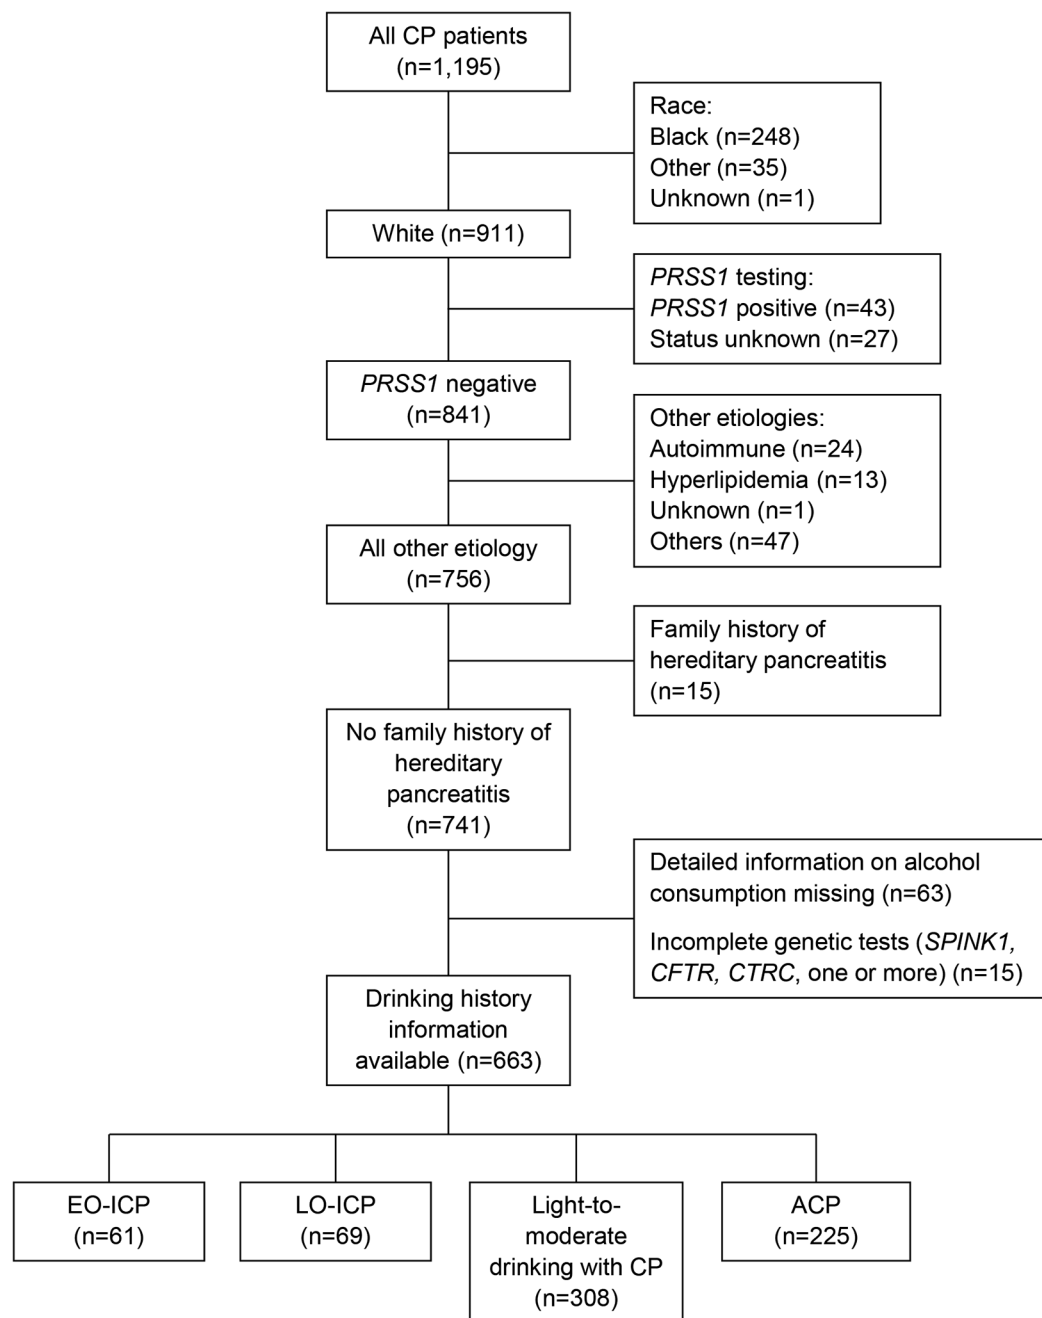 All CP patients
(n=1,195)
Race:
Black (n=248)
Other (n=35)
Unknown (n=1)
White (n=911)
PRSS1 testing:
PRSS1 positive (n=43)
Status unknown (n=27)
PRSS1 negative
(n=841)
Other etiologies:
Autoimmune (n=24)
Hyperlipidemia (n=13)
Unknown (n=1)
Others (n=47)
All other etiology
(n=756)
Family history of
hereditary pancreatitis
(n=15)
No family history of
hereditary
pancreatitis
(n=741)
Detailed information on alcohol
consumption missing (n=63)
Incomplete genetic tests (SPINK1,
CFTR, CTRC, one or more) (n=15)
Drinking history
information
available (n=663)
EO-ICP
(n=61)
LO-ICP
(n=69)
Light-to-
moderate
drinking with CP
(n=308)
ACP
(n=225)